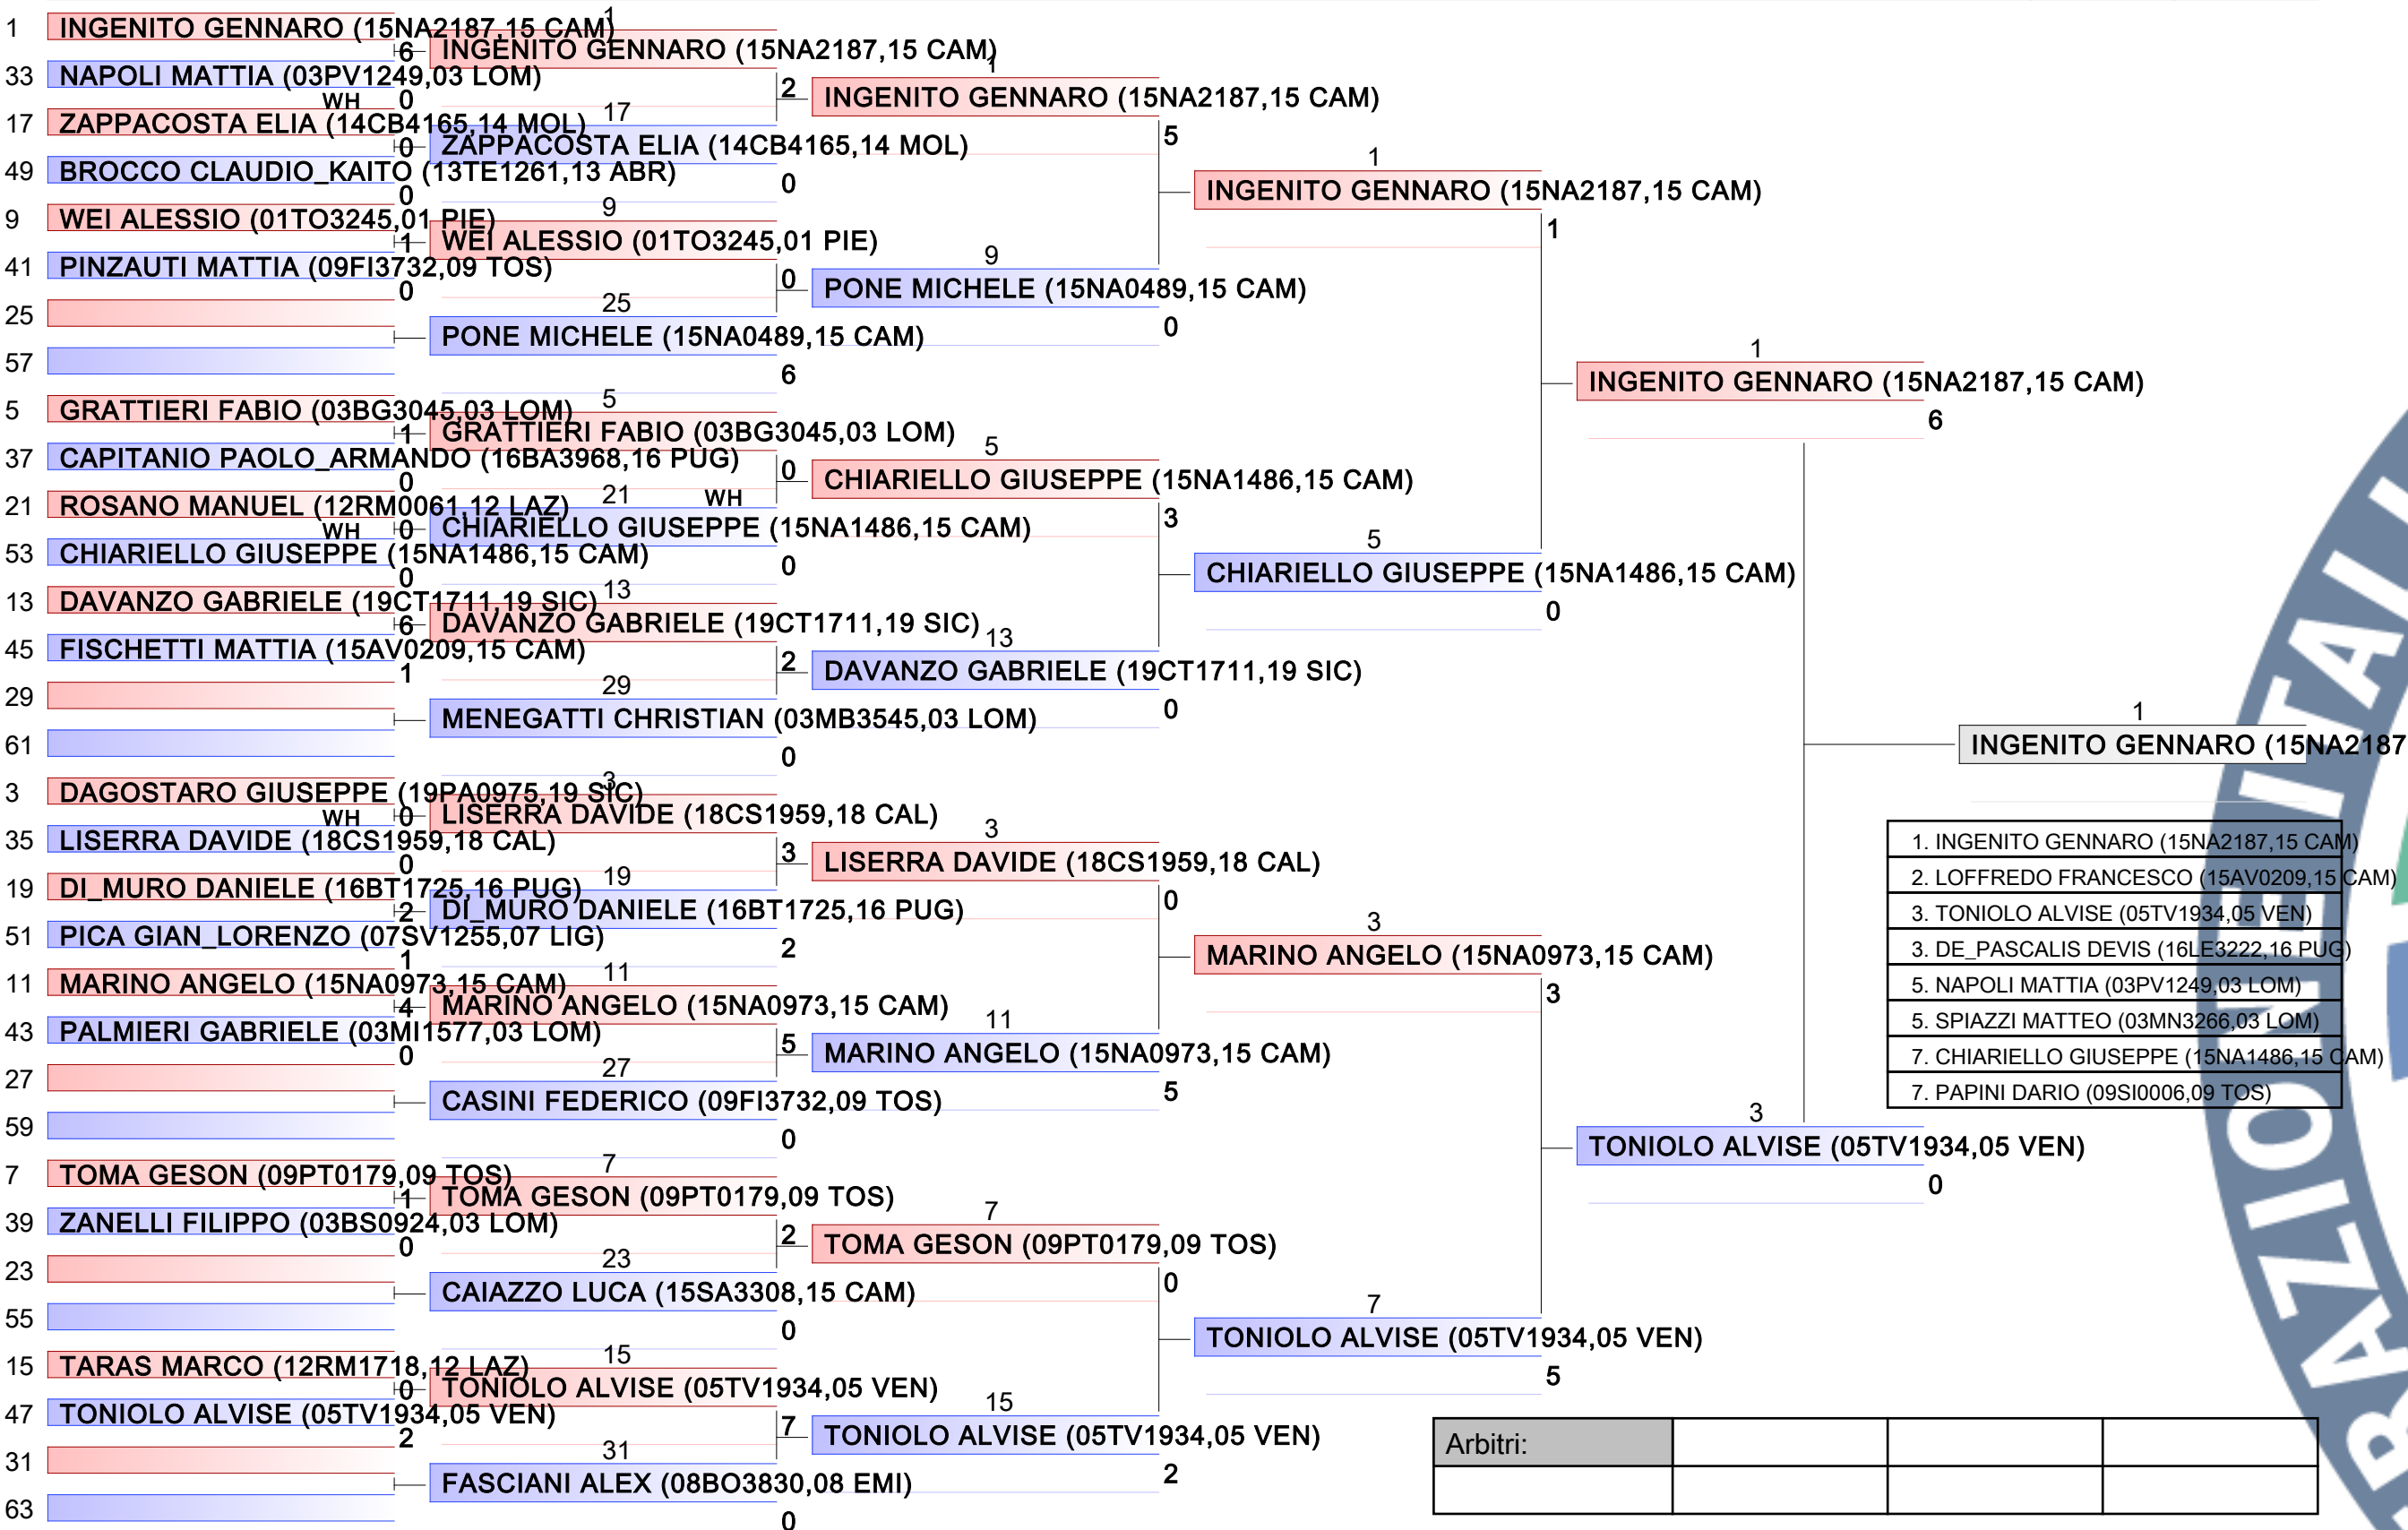 1 INGENITO GENNARO (15NA2187,15 CAM)
6
33 NAPOLI MATTIA (03PV1249,03 LOM)
WH 0
17 ZAPPACOSTA ELIA (14CB4165,14 MOL)
0
49 BROCCO CLAUDIO_KAITO (13TE1261,13 ABR)
0
9 WEI ALESSIO (01TO3245,01 PIE)
1
41 PINZAUTI MATTIA (09FI3732,09 TOS)
0
25
57
5 GRATTIERI FABIO (03BG3045,03 LOM)
1
37 CAPITANIO PAOLO_ARMANDO (16BA3968,16 PUG)
0
21 ROSANO MANUEL (12RM0061,12 LAZ)
WH 0
53 CHIARIELLO GIUSEPPE (15NA1486,15 CAM)
0
13 DAVANZO GABRIELE (19CT1711,19 SIC)
6
45 FISCHETTI MATTIA (15AV0209,15 CAM)
1
29
61
3 DAGOSTARO GIUSEPPE (19PA0975,19 SIC)
WH 0
35 LISERRA DAVIDE (18CS1959,18 CAL)
0
19 DI_MURO DANIELE (16BT1725,16 PUG)
2
51 PICA GIAN_LORENZO (07SV1255,07 LIG)
1
11 MARINO ANGELO (15NA0973,15 CAM)
4
43 PALMIERI GABRIELE (03MI1577,03 LOM)
0
27
59
7 TOMA GESON (09PT0179,09 TOS)
1
39 ZANELLI FILIPPO (03BS0924,03 LOM)
0
23
55
15 TARAS MARCO (12RM1718,12 LAZ)
0
47 TONIOLO ALVISE (05TV1934,05 VEN)
2
31
63
1
INGENITO GENNARO (15NA2187,15 CAM)
2
17
ZAPPACOSTA ELIA (14CB4165,14 MOL)
0
9
WEI ALESSIO (01TO3245,01 PIE)
0
25
PONE MICHELE (15NA0489,15 CAM)
6
5
GRATTIERI FABIO (03BG3045,03 LOM)
0
21 WH
CHIARIELLO GIUSEPPE (15NA1486,15 CAM)
0
13
DAVANZO GABRIELE (19CT1711,19 SIC)
2
29
MENEGATTI CHRISTIAN (03MB3545,03 LOM)
0
3
LISERRA DAVIDE (18CS1959,18 CAL)
3
19
DI_MURO DANIELE (16BT1725,16 PUG)
2
11
MARINO ANGELO (15NA0973,15 CAM)
5
27
CASINI FEDERICO (09FI3732,09 TOS)
0
7
TOMA GESON (09PT0179,09 TOS)
2
23
CAIAZZO LUCA (15SA3308,15 CAM)
0
15
TONIOLO ALVISE (05TV1934,05 VEN)
7
31
FASCIANI ALEX (08BO3830,08 EMI)
0
1
INGENITO GENNARO (15NA2187,15 CAM)
5
9
PONE MICHELE (15NA0489,15 CAM)
0
5
CHIARIELLO GIUSEPPE (15NA1486,15 CAM)
3
13
DAVANZO GABRIELE (19CT1711,19 SIC)
0
3
LISERRA DAVIDE (18CS1959,18 CAL)
0
11
MARINO ANGELO (15NA0973,15 CAM)
5
7
TOMA GESON (09PT0179,09 TOS)
0
15
TONIOLO ALVISE (05TV1934,05 VEN)
2
1
INGENITO GENNARO (15NA2187,15 CAM)
1
5
CHIARIELLO GIUSEPPE (15NA1486,15 CAM)
0
3
MARINO ANGELO (15NA0973,15 CAM)
3
7
TONIOLO ALVISE (05TV1934,05 VEN)
5
1
INGENITO GENNARO (15NA2187,15 CAM)
6
3
TONIOLO ALVISE (05TV1934,05 VEN)
0
1
INGENITO GENNARO (15NA2187
1. INGENITO GENNARO (15NA2187,15 CAM)
2. LOFFREDO FRANCESCO (15AV0209,15 CAM)
3. TONIOLO ALVISE (05TV1934,05 VEN)
3. DE_PASCALIS DEVIS (16LE3222,16 PUG)
5. NAPOLI MATTIA (03PV1249,03 LOM)
5. SPIAZZI MATTEO (03MN3266,03 LOM)
7. CHIARIELLO GIUSEPPE (15NA1486,15 CAM)
7. PAPINI DARIO (09SI0006,09 TOS)
Arbitri:
RAZIONE ITALI